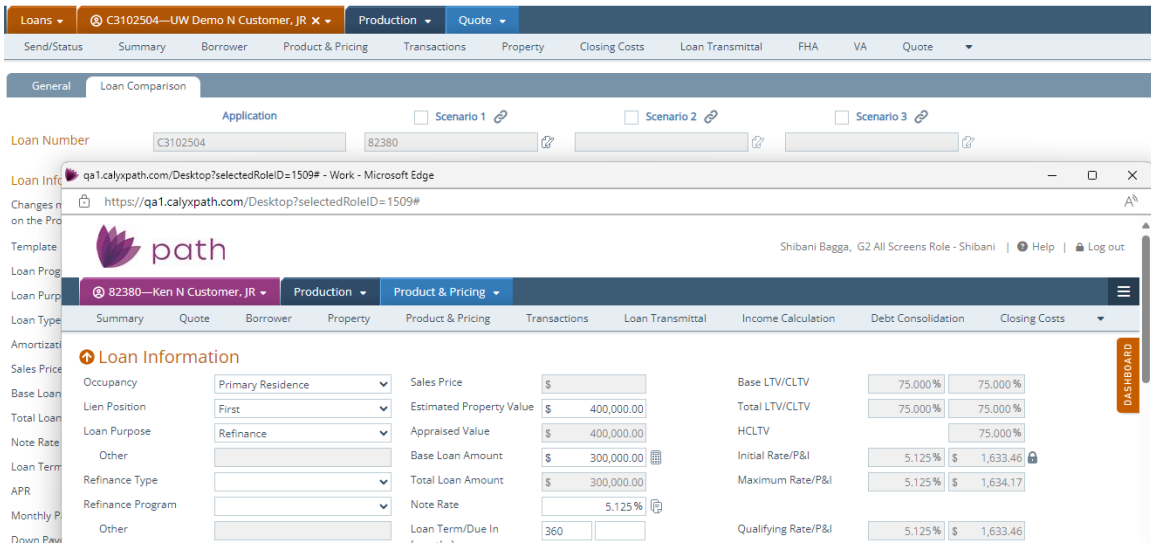 Loans
C3102504—UW Demo N Customer, JR X
Production
Quote
Send/Status Summary Borrower Product & Pricing Transactions Property Closing Costs Loan Transmittal FHA VA Quote
General Loan Comparison
Application Scenario 1 Scenario 2 Scenario 3
Loan Number C3102504 82380
Loan Info
Changes n
on the Pro
Template
Loan Prog
Loan Purp
Loan Type
Amortizati
Sales Price
Base Loan
Total Loan
Note Rate
Loan Term
APR
Monthly P
Down Pay
qa1.calyxpath.com/Desktop?selectedRoleID=1509# - Work - Microsoft Edge
https://qa1.calyxpath.com/Desktop?selectedRoleID=1509#
path
Shibani Bagga, G2 All Screens Role - Shibani | Help | Log out
82380—Ken N Customer, JR Production Product & Pricing
Summary Quote Borrower Property Product & Pricing Transactions Loan Transmittal Income Calculation Debt Consolidation Closing Costs
DASHBOARD
Loan Information
Occupancy Primary Residence Sales Price $ Base LTV/CLTV 75.000% 75.000%
Lien Position First Estimated Property Value $ 400,000.00 Total LTV/CLTV 75.000% 75.000%
Loan Purpose Refinance Appraised Value $ 400,000.00 HCLTV 75.000%
Other Base Loan Amount $ 300,000.00 Initial Rate/P&I 5.125% $ 1,633.46
Refinance Type Total Loan Amount $ 300,000.00 Maximum Rate/P&I 5.125% $ 1,634.17
Refinance Program Note Rate 5.125%
Other Loan Term/Due In 360 Qualifying Rate/P&I 5.125% $ 1,633.46